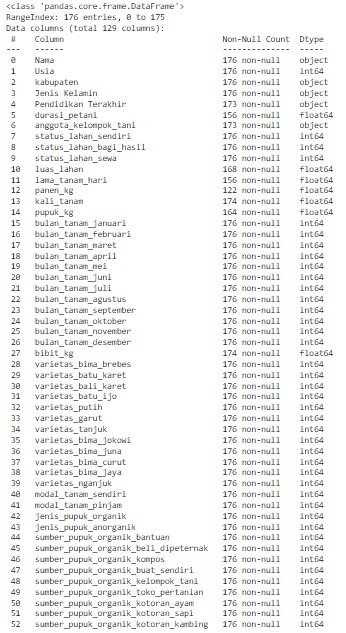 <class 'pandas.core.frame.DataFrame'>
RangeIndex: 176 entries, 0 to 175
Data columns (total 129 columns):
 #   Column                                   Non-Null Count  Dtype
---  ------                                   --------------  -----
 0   Nama                                     176 non-null    object
 1   Usia                                     176 non-null    int64
 2   kabupaten                                176 non-null    object
 3   Jenis Kelamin                            176 non-null    object
 4   Pendidikan Terakhir                      173 non-null    object
 5   durasi_petani                            156 non-null    float64
 6   anggota_kelompok_tani                    173 non-null    object
 7   status_lahan_sendiri                     176 non-null    int64
 8   status_lahan_bagi_hasil                  176 non-null    int64
 9   status_lahan_sewa                        176 non-null    int64
 10  luas_lahan                               168 non-null    float64
 11  lama_tanam_hari                          156 non-null    float64
 12  panen_kg                                 122 non-null    float64
 13  kali_tanam                               174 non-null    float64
 14  pupuk_kg                                 164 non-null    float64
 15  bulan_tanam_januari                      176 non-null    int64
 16  bulan_tanam_februari                     176 non-null    int64
 17  bulan_tanam_maret                        176 non-null    int64
 18  bulan_tanam_april                        176 non-null    int64
 19  bulan_tanam_mei                          176 non-null    int64
 20  bulan_tanam_juni                         176 non-null    int64
 21  bulan_tanam_juli                         176 non-null    int64
 22  bulan_tanam_agustus                      176 non-null    int64
 23  bulan_tanam_september                    176 non-null    int64
 24  bulan_tanam_oktober                      176 non-null    int64
 25  bulan_tanam_november                     176 non-null    int64
 26  bulan_tanam_desember                     176 non-null    int64
 27  bibit_kg                                 174 non-null    float64
 28  varietas_bima_brebes                     176 non-null    int64
 29  varietas_batu_karet                      176 non-null    int64
 30  varietas_bali_karet                      176 non-null    int64
 31  varietas_batu_ijo                        176 non-null    int64
 32  varietas_putih                           176 non-null    int64
 33  varietas_garut                           176 non-null    int64
 34  varietas_tanjuk                          176 non-null    int64
 35  varietas_bima_jokowi                     176 non-null    int64
 36  varietas_bima_juna                       176 non-null    int64
 37  varietas_bima_curut                      176 non-null    int64
 38  varietas_bima_jaya                       176 non-null    int64
 39  varietas_nganjuk                         176 non-null    int64
 40  modal_tanam_sendiri                      176 non-null    int64
 41  modal_tanam_pinjam                       176 non-null    int64
 42  jenis_pupuk_organik                      176 non-null    int64
 43  jenis_pupuk_anorganik                    176 non-null    int64
 44  sumber_pupuk_organik_bantuan             176 non-null    int64
 45  sumber_pupuk_organik_beli_dipeternak     176 non-null    int64
 46  sumber_pupuk_organik_kompos              176 non-null    int64
 47  sumber_pupuk_organik_buat_sendiri        176 non-null    int64
 48  sumber_pupuk_organik_kelompok_tani       176 non-null    int64
 49  sumber_pupuk_organik_toko_pertanian      176 non-null    int64
 50  sumber_pupuk_organik_kotoran_ayam        176 non-null    int64
 51  sumber_pupuk_organik_kotoran_sapi        176 non-null    int64
 52  sumber_pupuk_organik_kotoran_kambing     176 non-null    int64